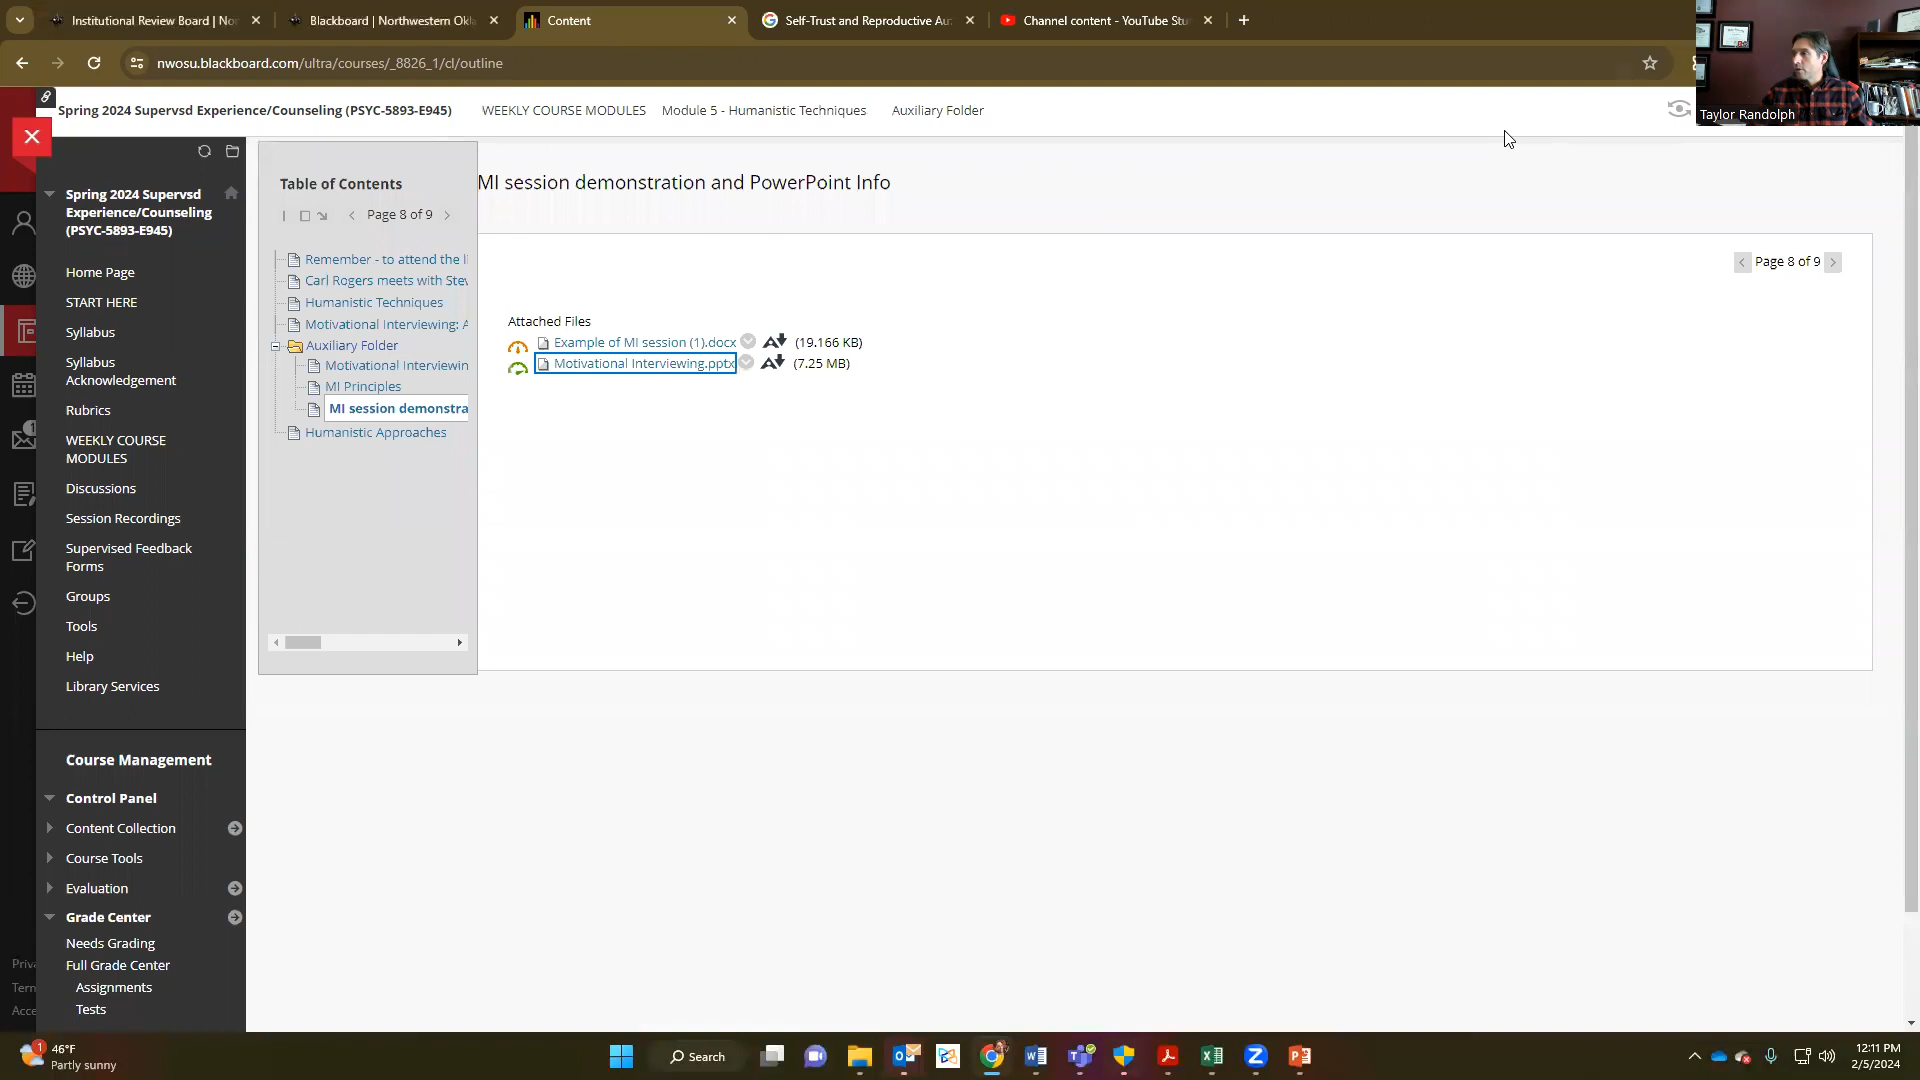 Institutional Review Board | No
Blackboard | Northwestern Okla
Content
Self-Trust and Reproductive Au
Channel content - YouTube Stu
nwosu.blackboard.com/ultra/courses/_8826_1/cl/outline
Taylor Randolph
Spring 2024 Supervsd Experience/Counseling (PSYC-5893-E945)
WEEKLY COURSE MODULES
Module 5 - Humanistic Techniques
Auxiliary Folder
Spring 2024 Supervsd
Experience/Counseling
(PSYC-5893-E945)
Home Page
START HERE
Syllabus
Syllabus
Acknowledgement
Rubrics
WEEKLY COURSE
MODULES
Discussions
Session Recordings
Supervised Feedback
Forms
Groups
Tools
Help
Library Services
Course Management
Control Panel
Content Collection
Course Tools
Evaluation
Grade Center
Needs Grading
Full Grade Center
Assignments
Tests
1
Priva
Term
Acce
Table of Contents
Page 8 of 9
Remember - to attend the li
Carl Rogers meets with Stev
Humanistic Techniques
Motivational Interviewing: A
Auxiliary Folder
Motivational Interviewin
MI Principles
MI session demonstra
Humanistic Approaches
MI session demonstration and PowerPoint Info
Page 8 of 9
Attached Files
Example of MI session (1).docx (19.166 KB)
Motivational Interviewing.pptx (7.25 MB)
1
46°F
Partly sunny
Search
12:11 PM
2/5/2024